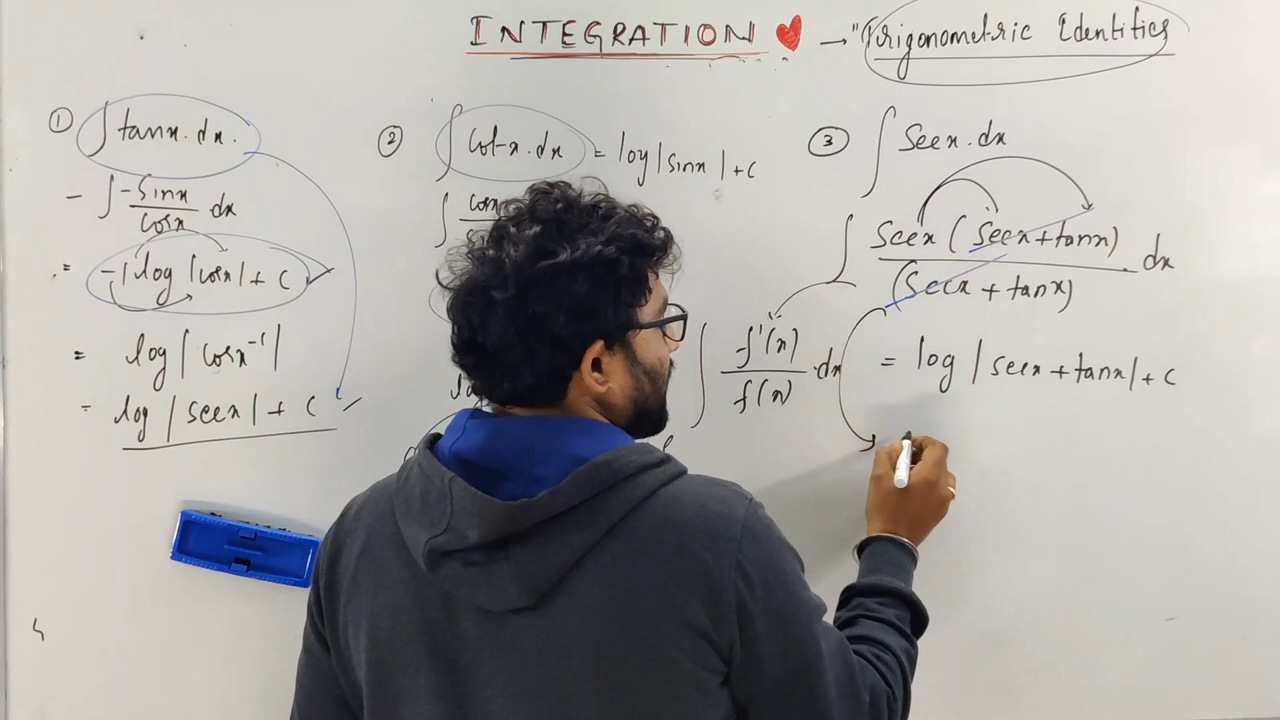 INTEGRATION ❤ → "Trigonometric Identities
① ∫ tanx. dx.
- ∫ -sinx/cosx dx
= -1 log |cosx| + C
= log | cosx⁻¹ |
= log | secx | + C
② ∫ cot x. dx = log | sinx | + c
∫ cosx
∫ f'(x)/f(x) .dx
③ ∫ Secx. dx
∫ Secx (secx + tanx)/(secx + tanx) dx
= log | secx + tanx | + c